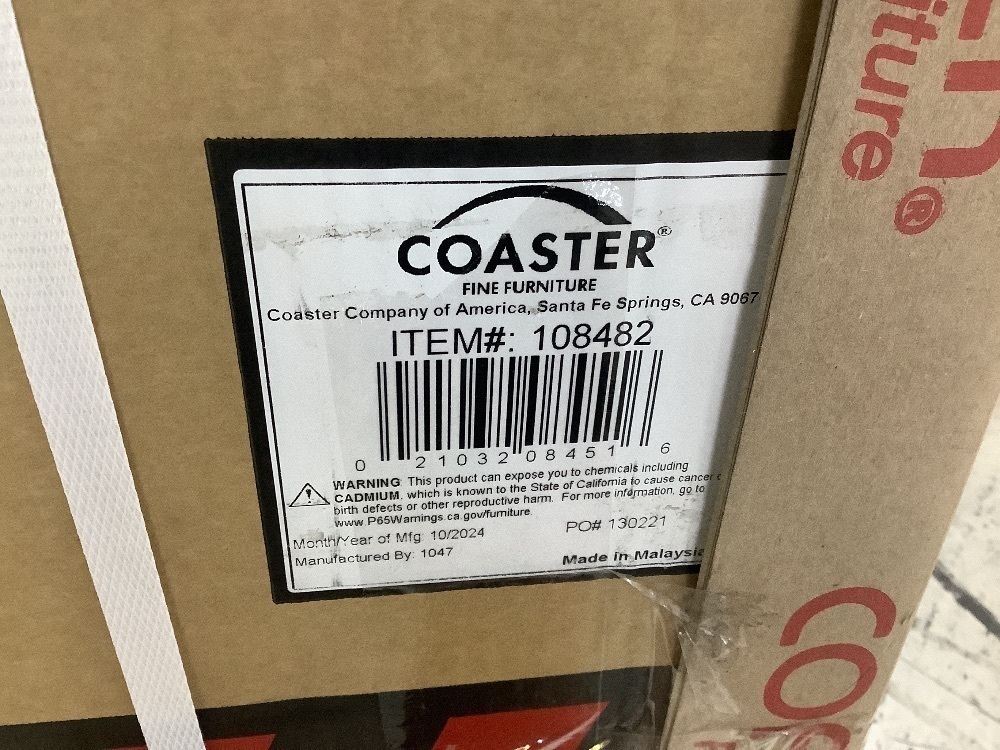 COASTER®
FINE FURNITURE
Coaster Company of America, Santa Fe Springs, CA 9067
ITEM#: 108482
0 21032 08451 6
WARNING This product can expose you to chemicals including
CADMIUM, which is known to the State of California to cause cancer
birth defects or other reproductive harm. For more information, go to
www.P65Warnings.ca.gov/furniture.
Month/Year of Mfg: 10/2024
PO# 130221
Manufactured By: 1047
Made in Malaysia
iture
en®
CO